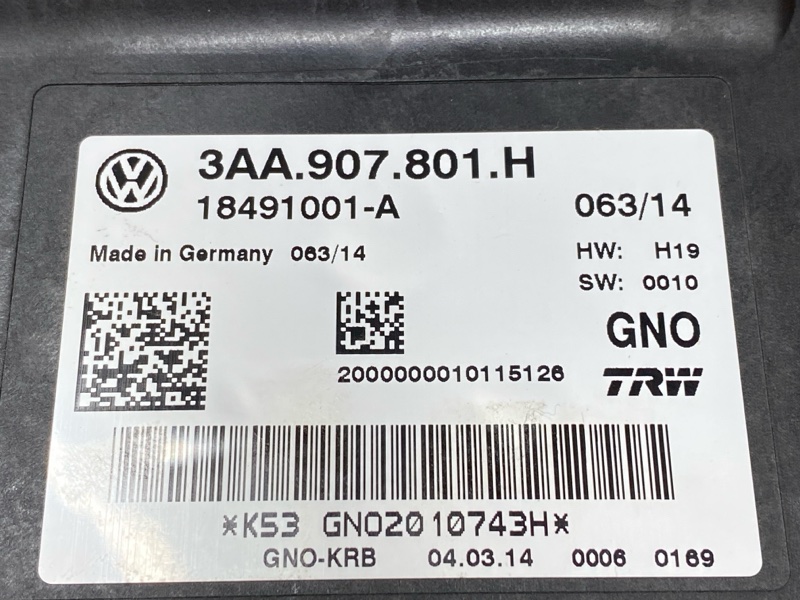 3AA.907.801.H
18491001-A 063/14
Made in Germany 063/14 HW: H19
SW: 0010
GNO
2000000010115126 TRW
*K53 GNO2010743H*
GNO-KRB 04.03.14 0006 0169